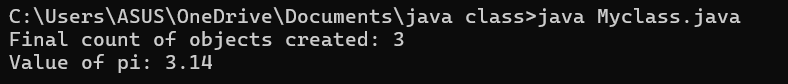 C:\Users\ASUS\OneDrive\Documents\java class>java Myclass.java
Final count of objects created: 3
Value of pi: 3.14